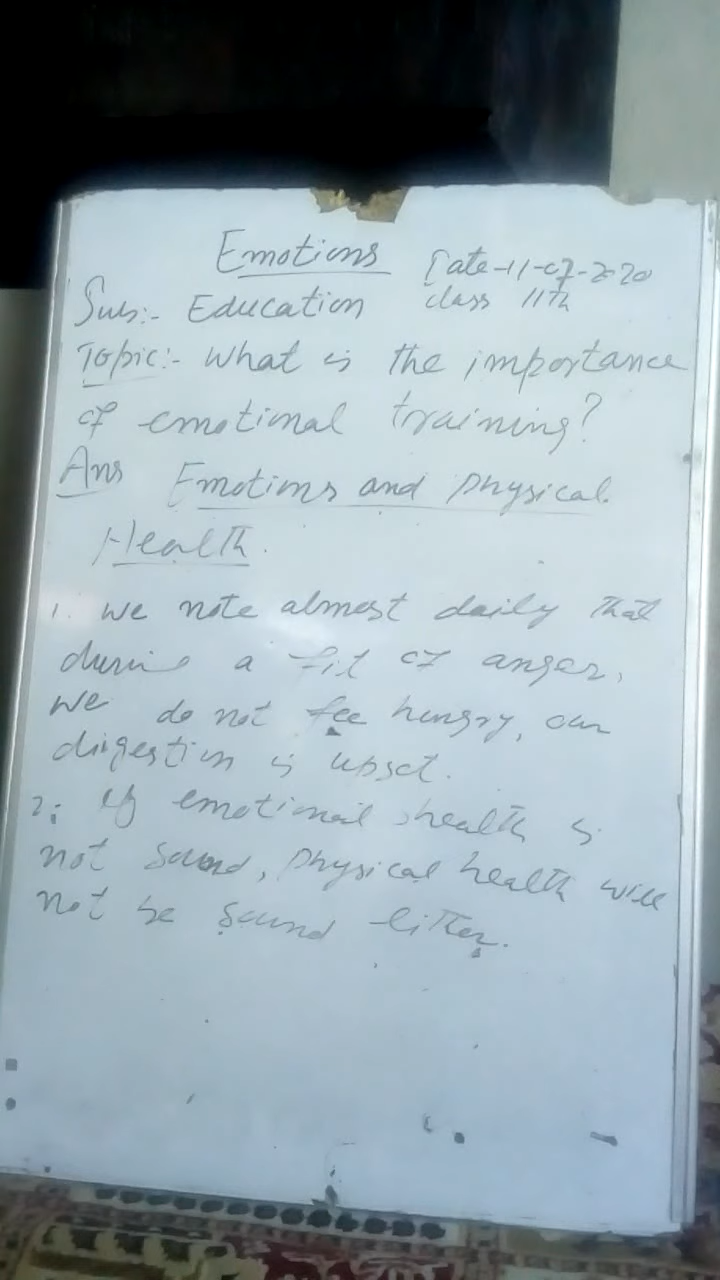 Emotions Date-11-07-2020
Sub:- Education class 11th
Topic:- What is the importance
of emotional training?
Ans Emotions and Physical
Health.
1. we note almost daily that
during a fit of anger,
we do not fee hungry, our
digestion is upset.
2. If emotional health is
not sound, physical health will
not be sound either.